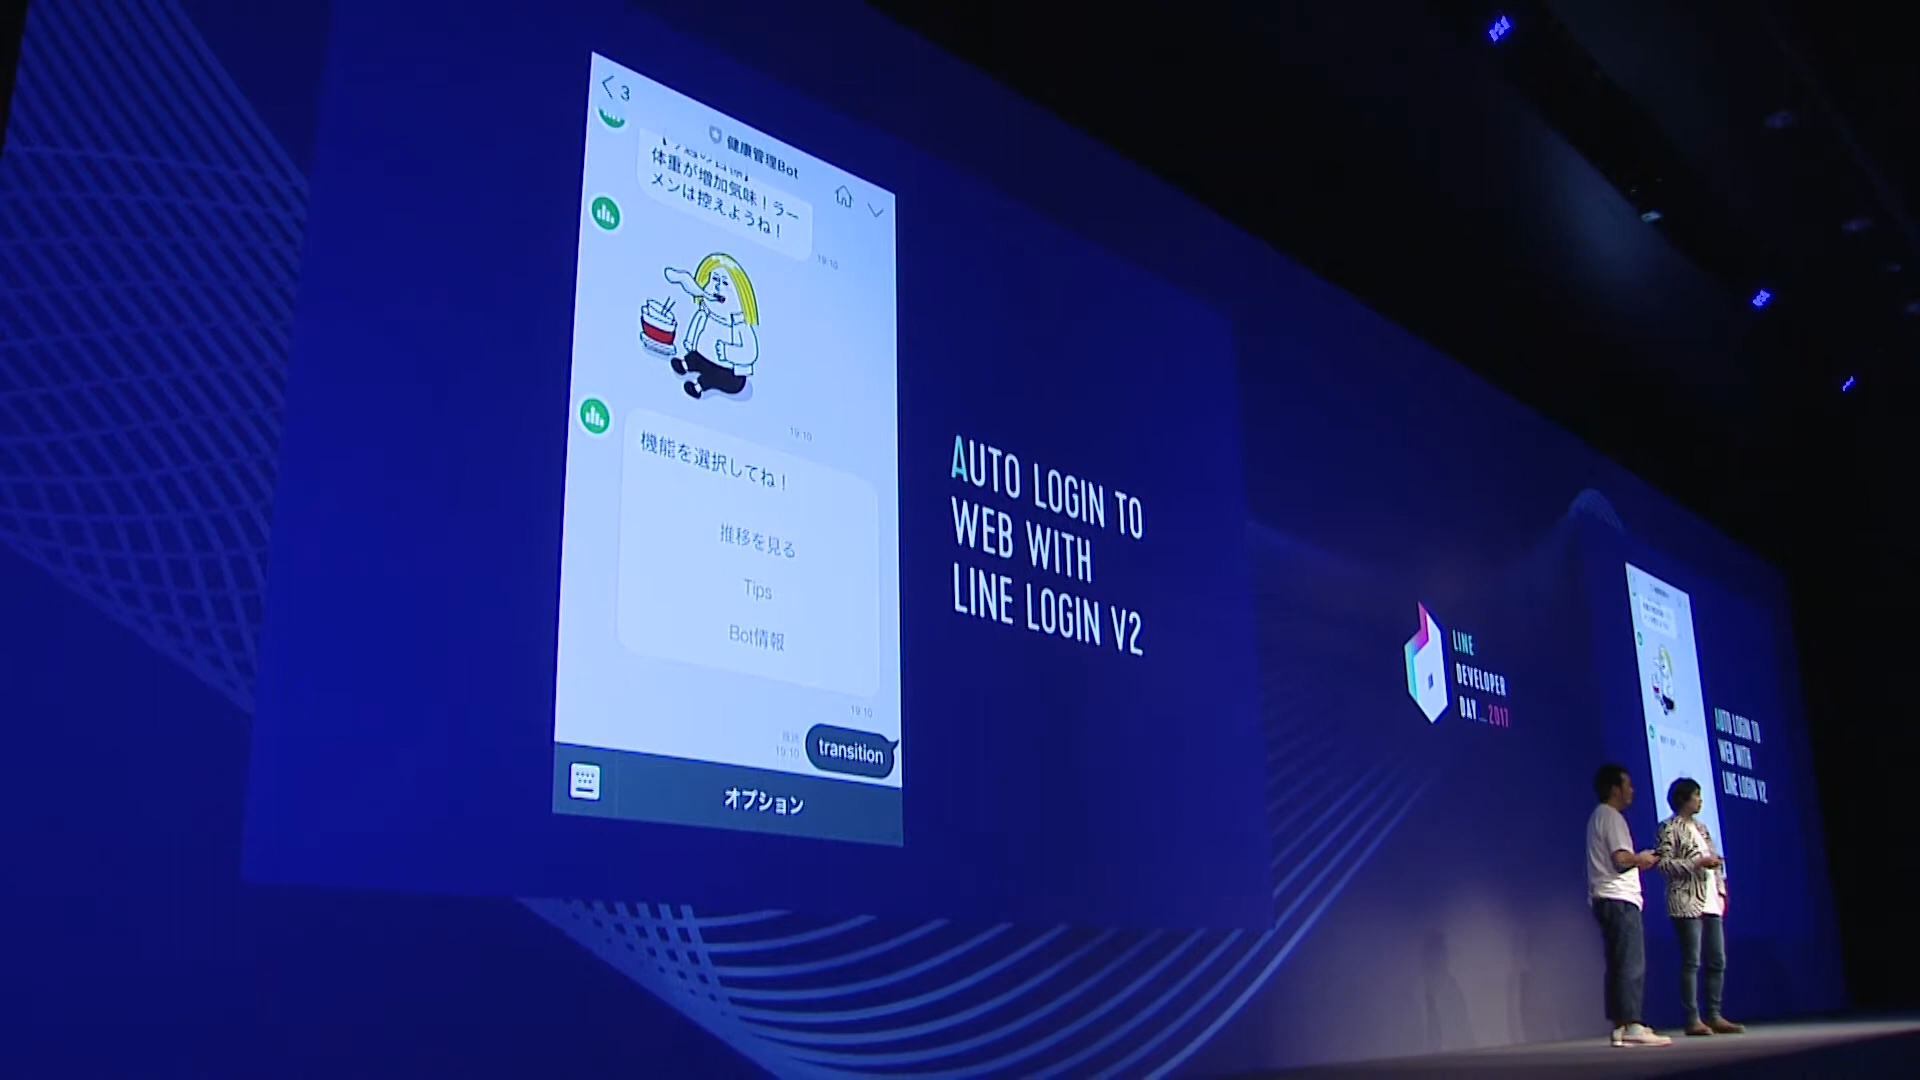 3
健康管理Bot
体重が増加気味！ラー
メンは控えようね！
19:10
19:10
機能を選択してね！
推移を見る
Tips
Bot情報
19:10
既読
19:10
transition
オプション
AUTO LOGIN TO
WEB WITH
LINE LOGIN V2
LINE
DEVELOPER
DAY_2017
AUTO LOGIN TO
WEB WITH
LINE LOGIN V2